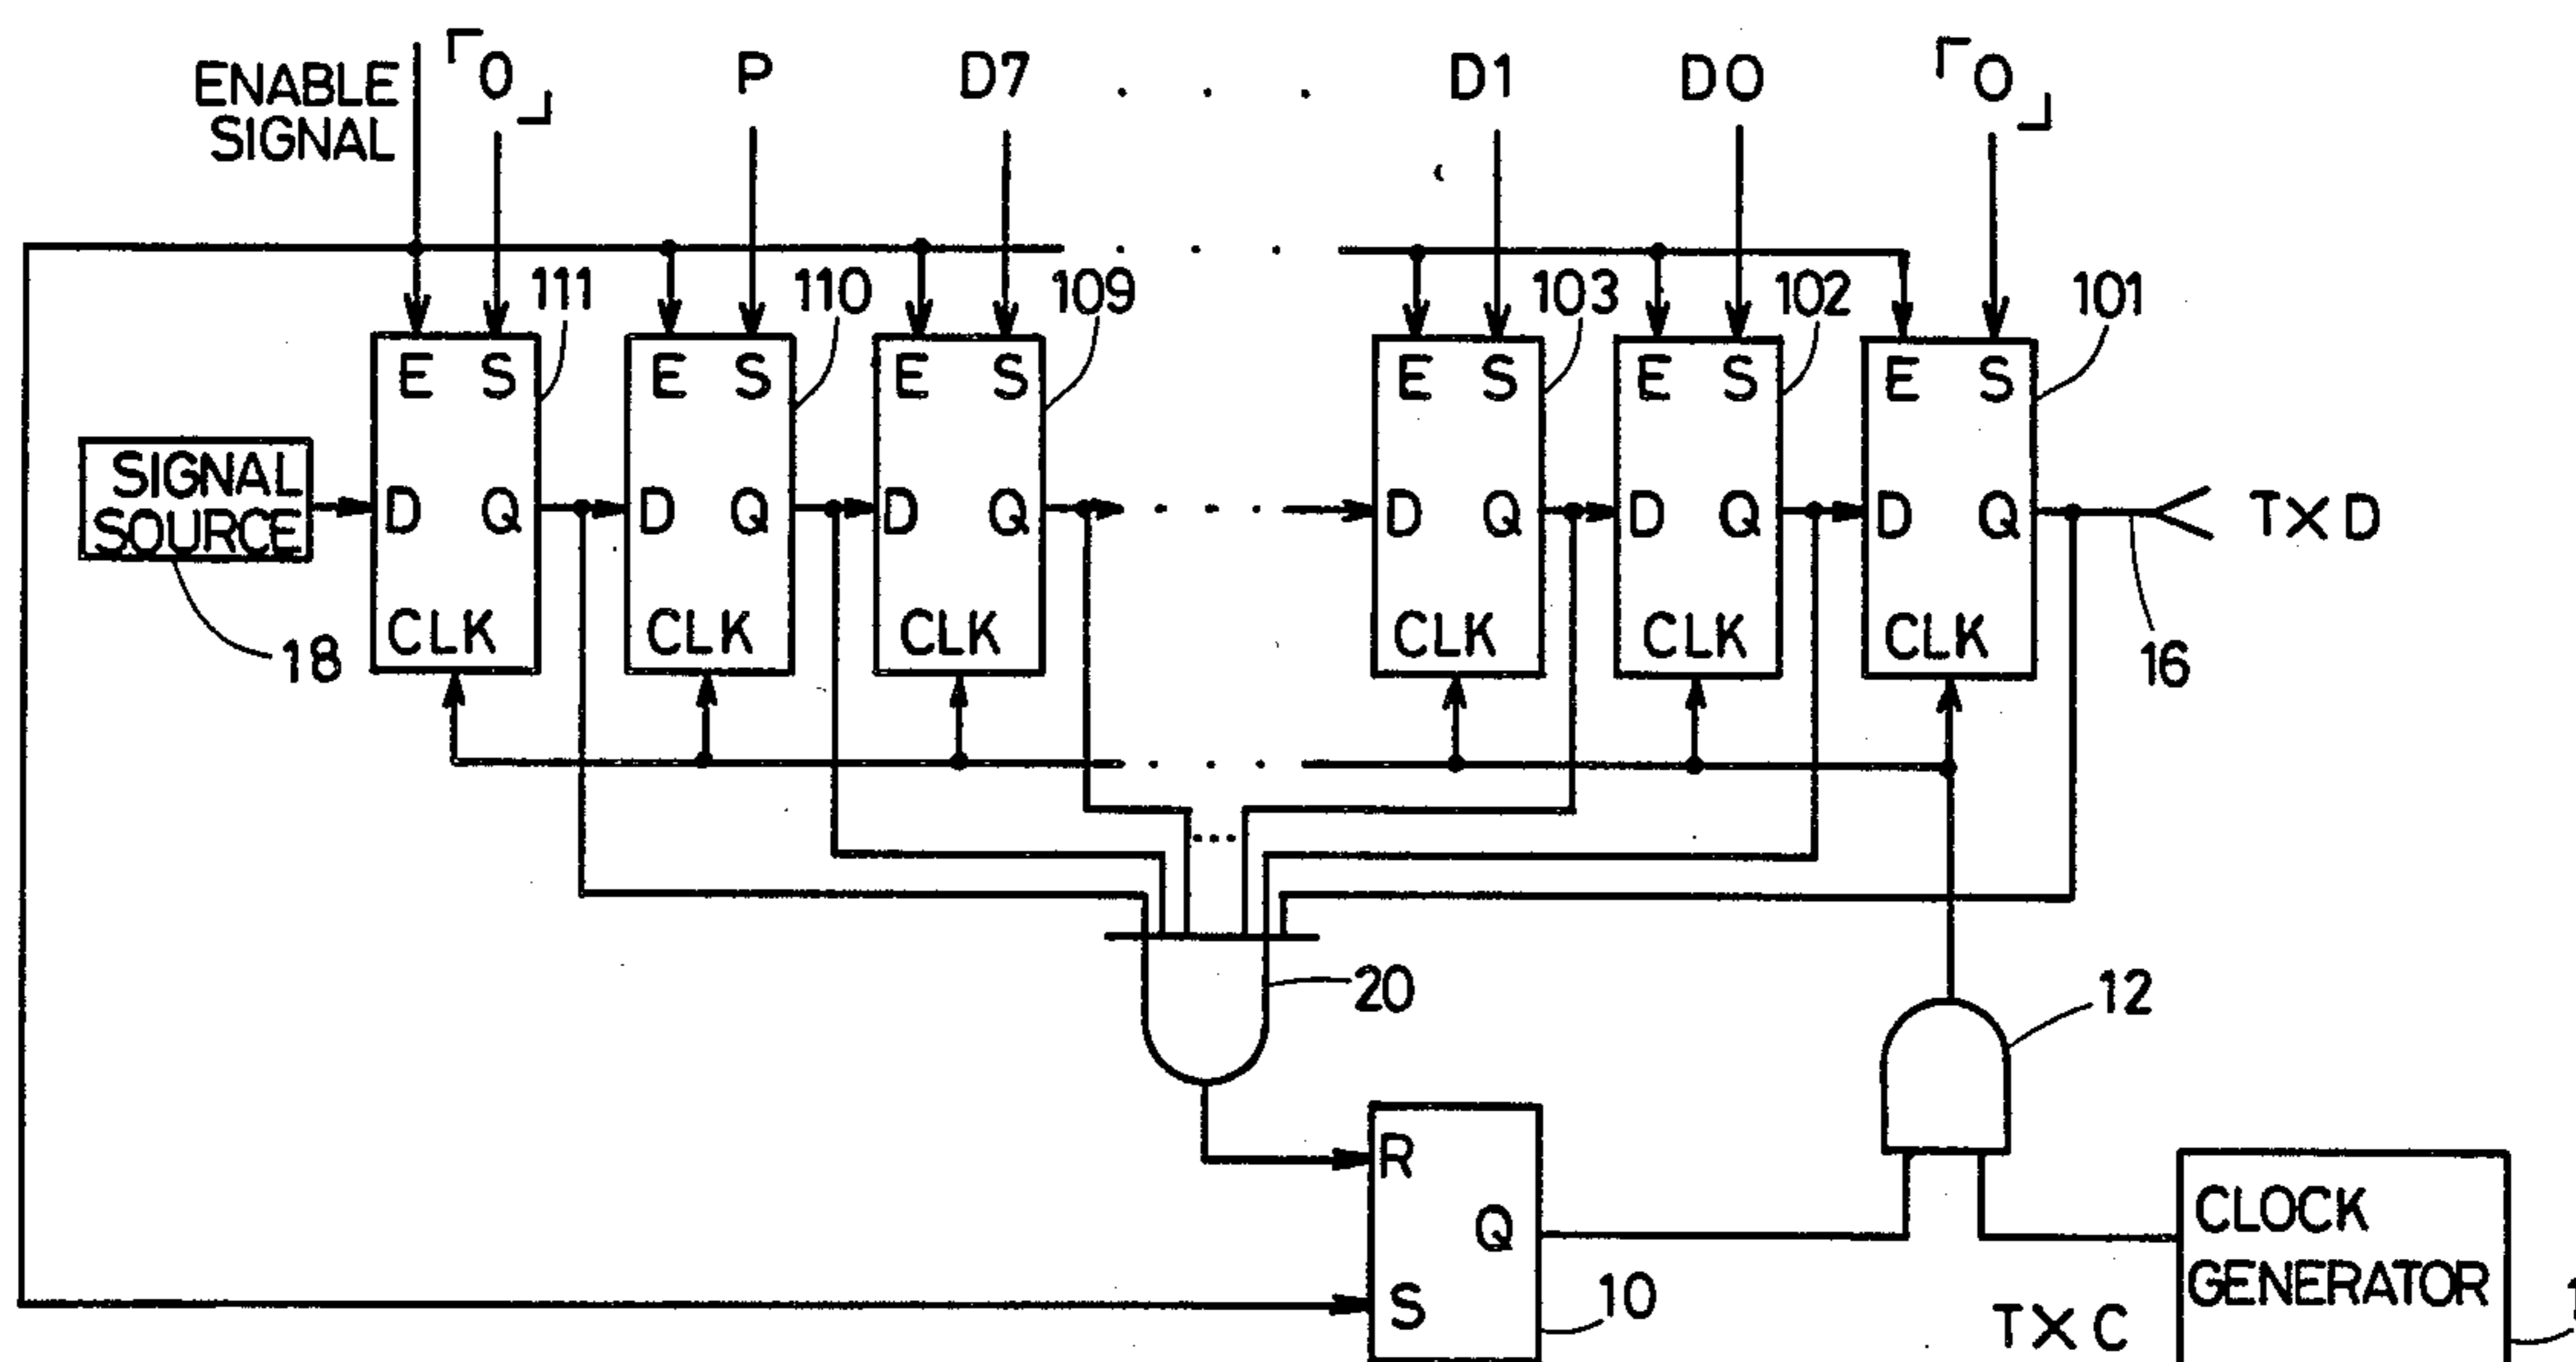 ENABLE
SIGNAL
「0」
P
D7
. . .
D1
D0
「0」
111
110
109
103
102
101
E S
E S
E S
E S
E S
E S
SIGNAL
SOURCE
D Q
D Q
D Q
D Q
D Q
D Q
TXD
CLK
CLK
CLK
CLK
CLK
CLK
18
16
20
12
R
Q
S
10
CLOCK
GENERATOR
TXC